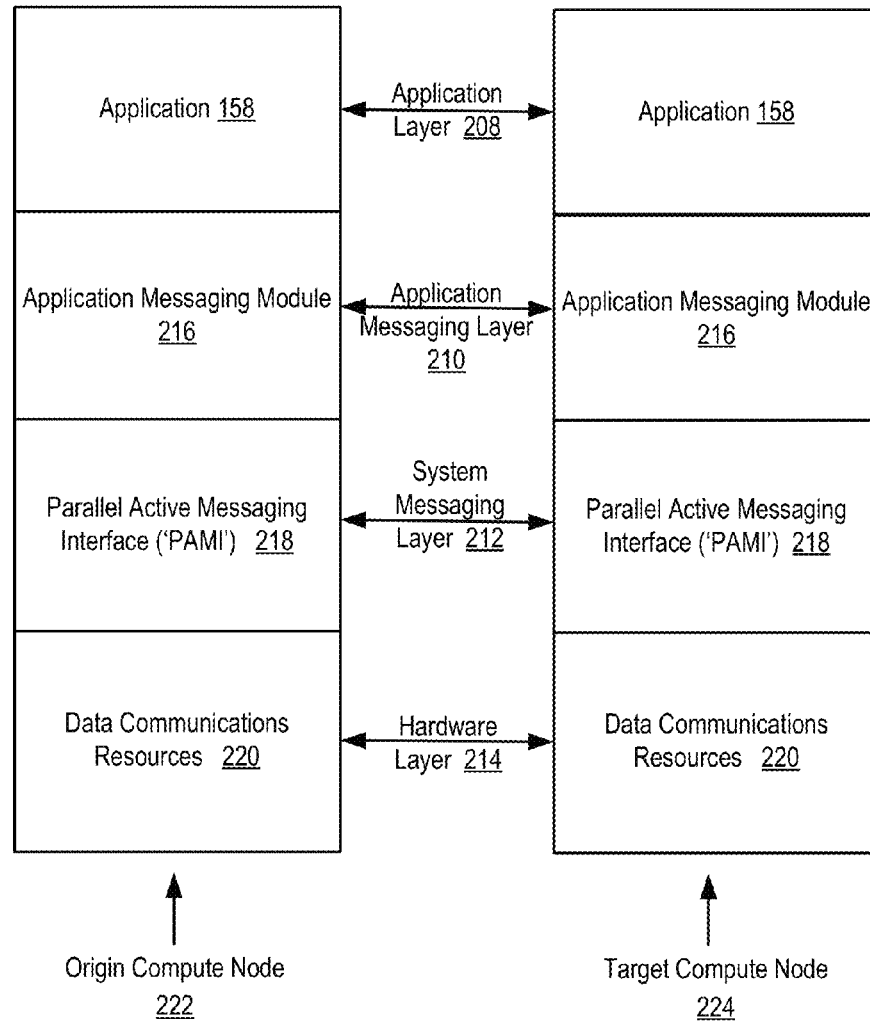 Application 158
Application
Layer 208
Application 158
Application Messaging Module
216
Application
Messaging Layer
210
Application Messaging Module
216
Parallel Active Messaging
Interface (‘PAMI’) 218
System
Messaging
Layer 212
Parallel Active Messaging
Interface (‘PAMI’) 218
Data Communications
Resources 220
Hardware
Layer 214
Data Communications
Resources 220
Origin Compute Node
222
Target Compute Node
224